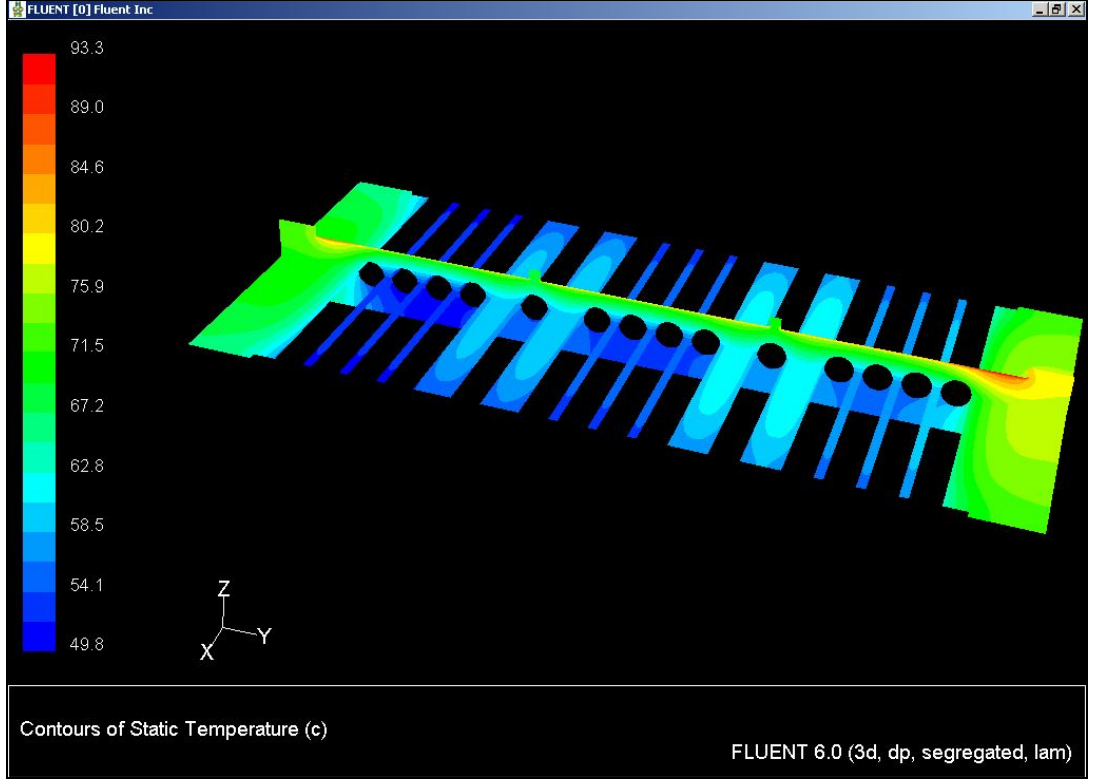 FLUENT [0] Fluent Inc
93.3
89.0
84.6
80.2
75.9
71.5
67.2
62.8
58.5
54.1
49.8
Z
Y
X
Contours of Static Temperature (c)
FLUENT 6.0 (3d, dp, segregated, lam)